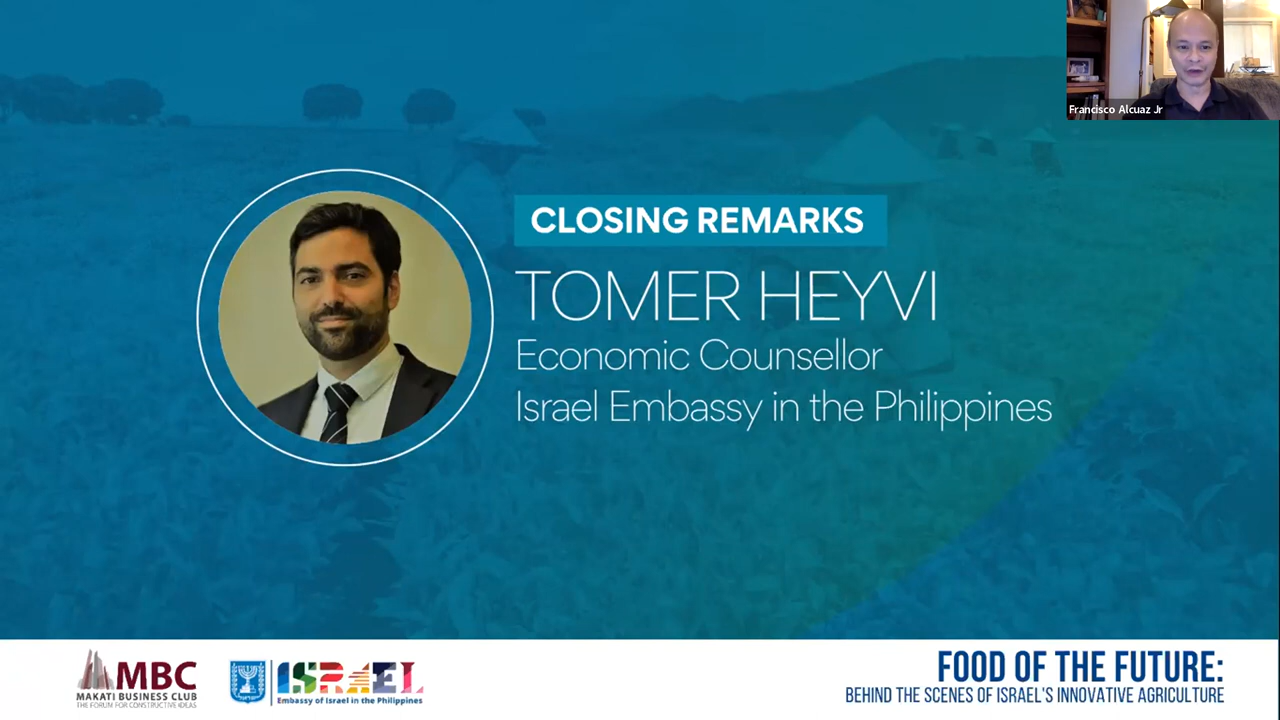 Francisco Alcuaz Jr
CLOSING REMARKS
TOMER HEYVI
Economic Counsellor
Israel Embassy in the Philippines
MBC
MAKATI BUSINESS CLUB
THE FORUM FOR CONSTRUCTIVE IDEAS
ISRAEL
Embassy of Israel in the Philippines
FOOD OF THE FUTURE:
BEHIND THE SCENES OF ISRAEL'S INNOVATIVE AGRICULTURE